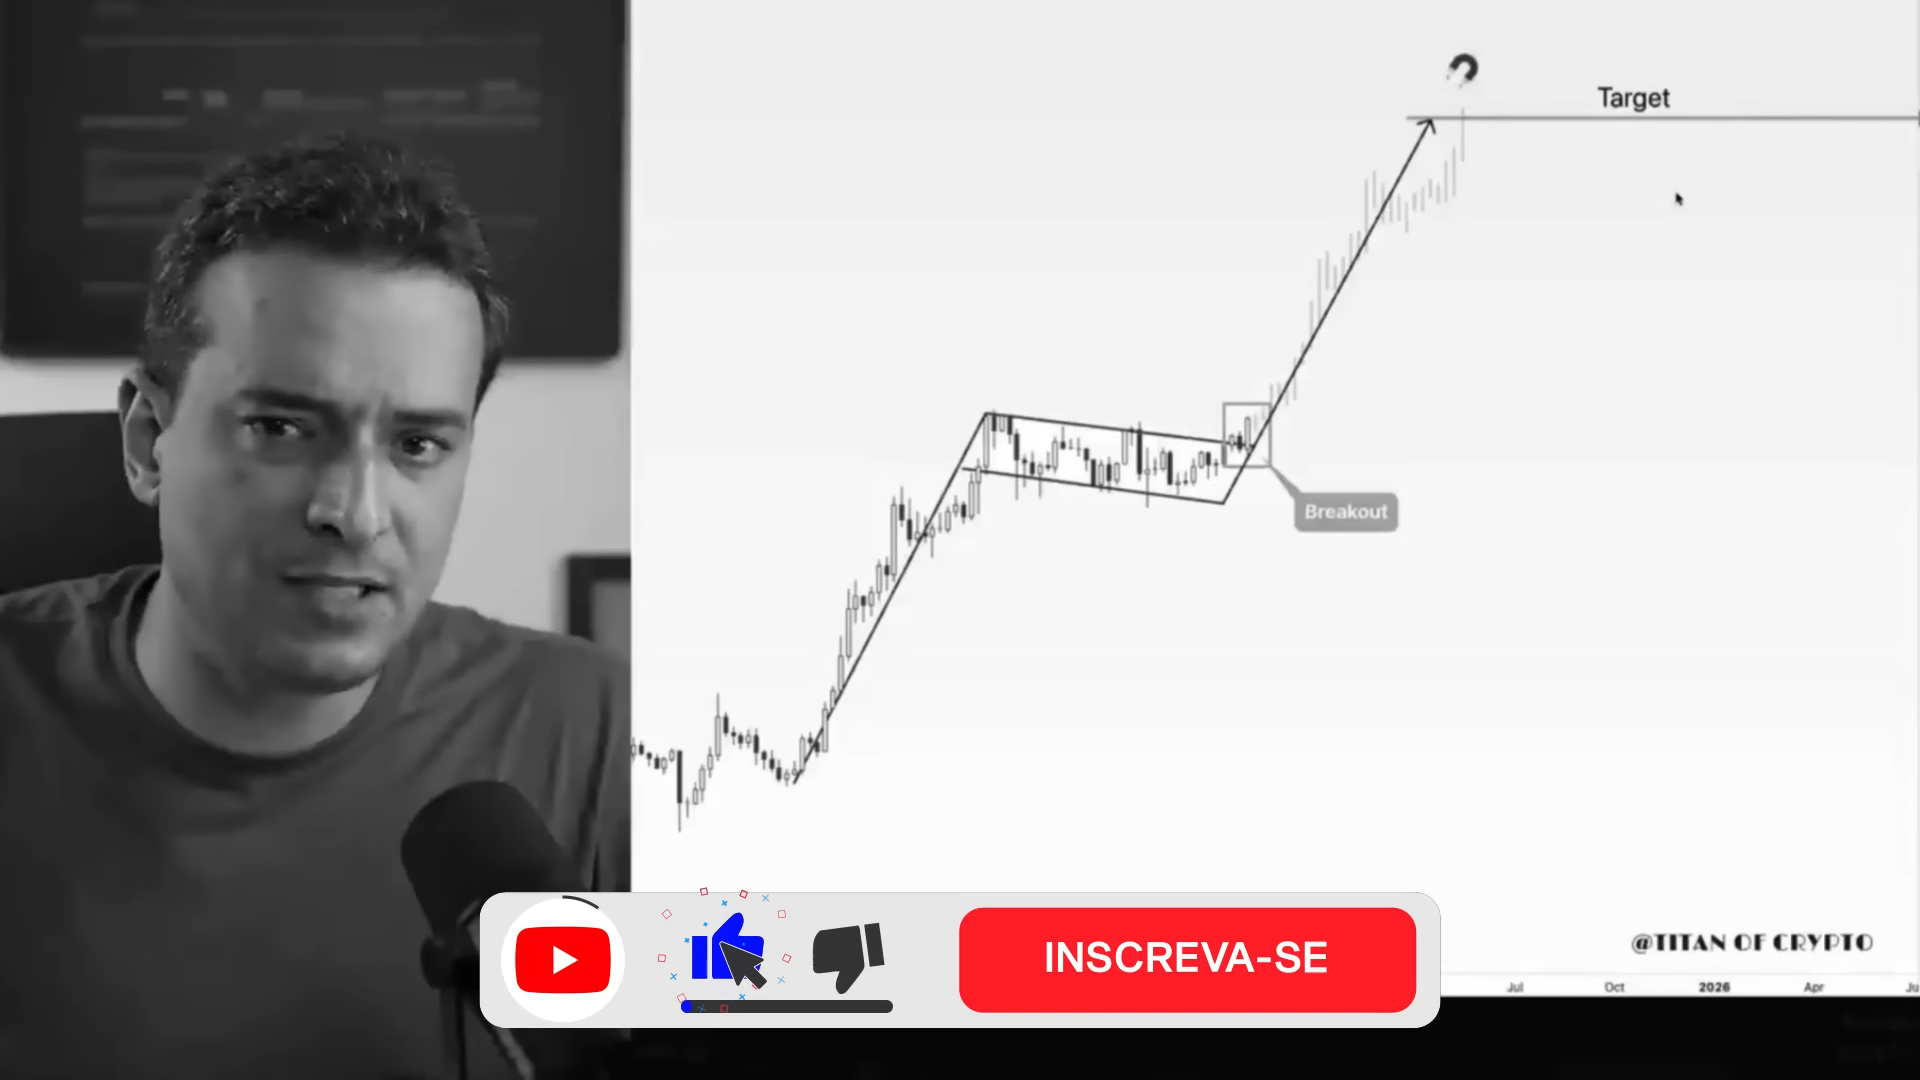 Target
Breakout
@TITAN OF CRYPTO
Jul
Oct
2026
Apr
INSCREVA-SE